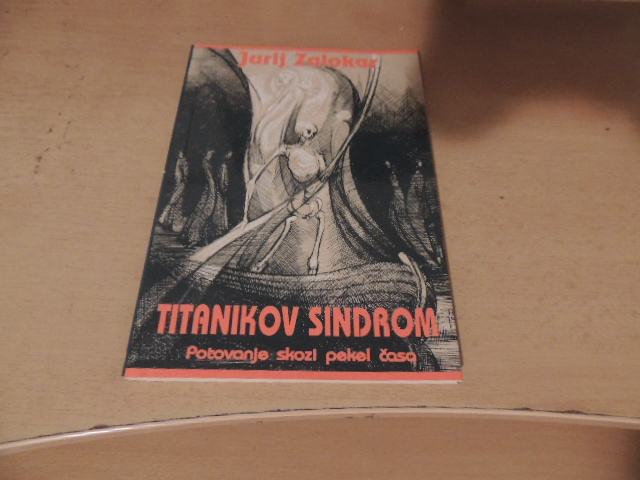 Jurij Zalokar
TITANIKOV SINDROM
Potovanje skozi pekel časa